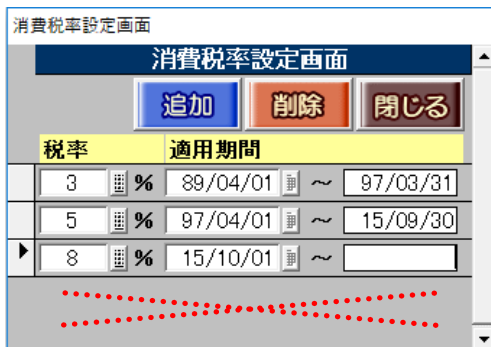 消費税率設定画面
消費税率設定画面
追加 削除 閉じる
税率 適用期間
3 % 89/04/01 ~ 97/03/31
5 % 97/04/01 ~ 15/09/30
8 % 15/10/01 ~